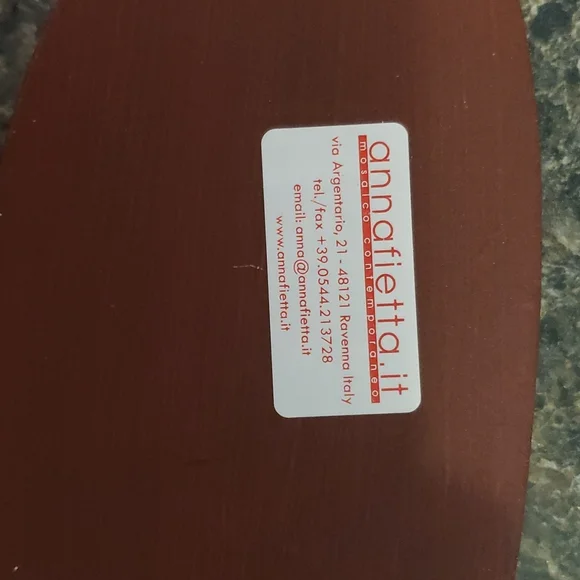 annafietta.it
mosaico contemporaneo
via Argentario, 21 - 48121 Ravenna Italy
tel./fax +39.0544.213728
email: anna@annafietta.it
www.annafietta.it